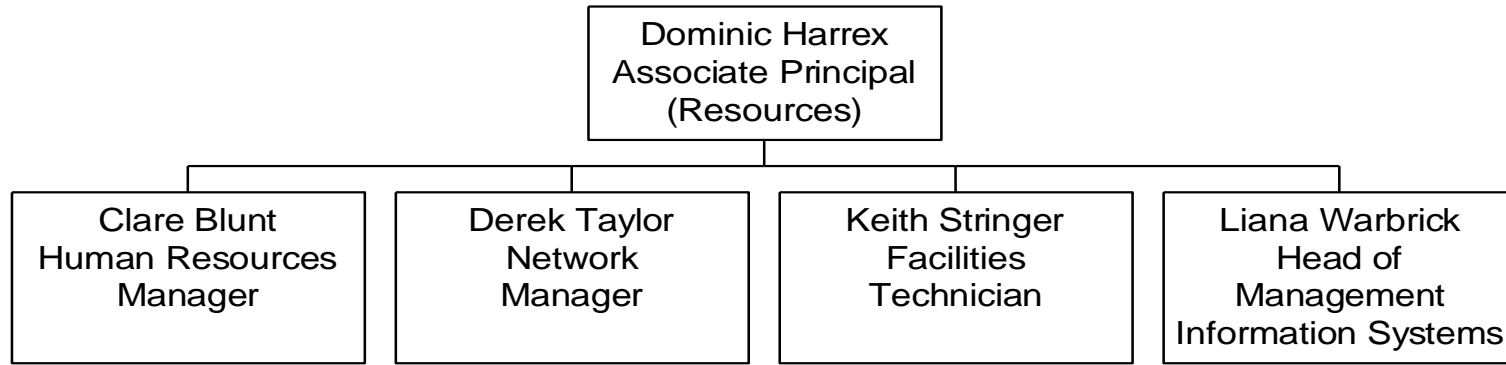 Dominic Harrex
Associate Principal
(Resources)
Clare Blunt
Human Resources
Manager
Derek Taylor
Network
Manager
Keith Stringer
Facilities
Technician
Liana Warbrick
Head of
Management
Information Systems